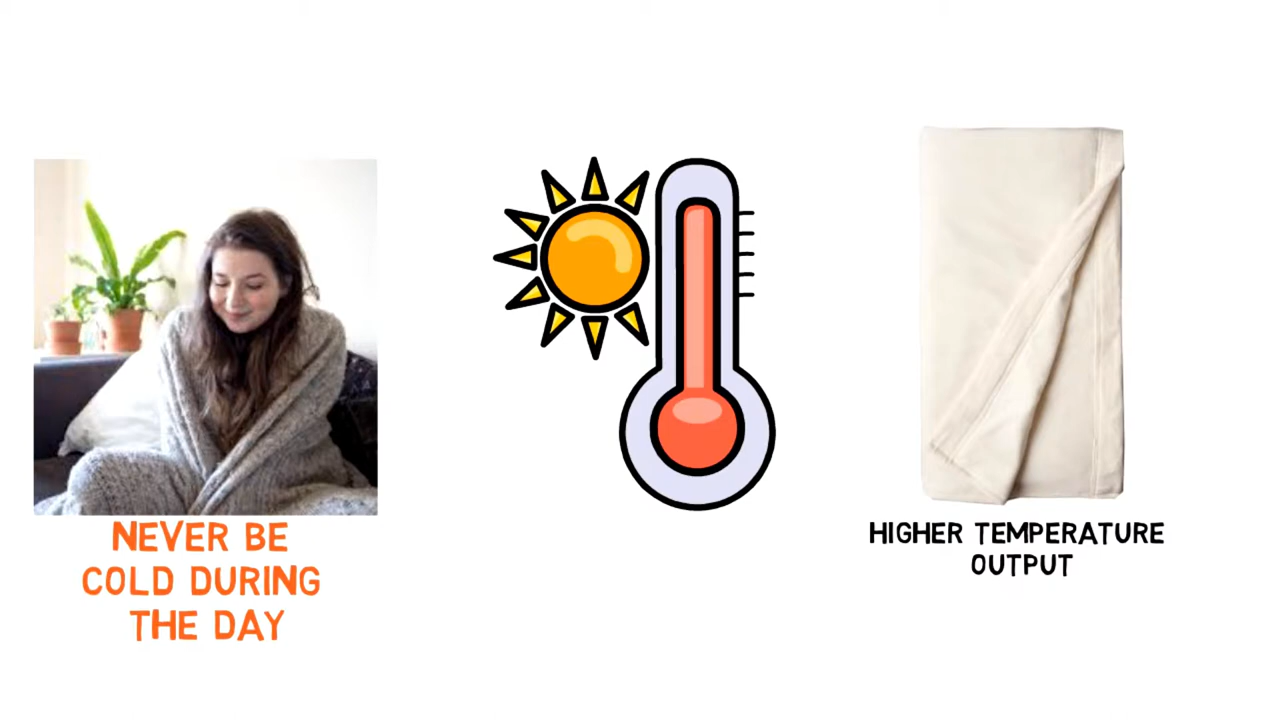 NEVER BE
COLD DURING
THE DAY
HIGHER TEMPERATURE
OUTPUT